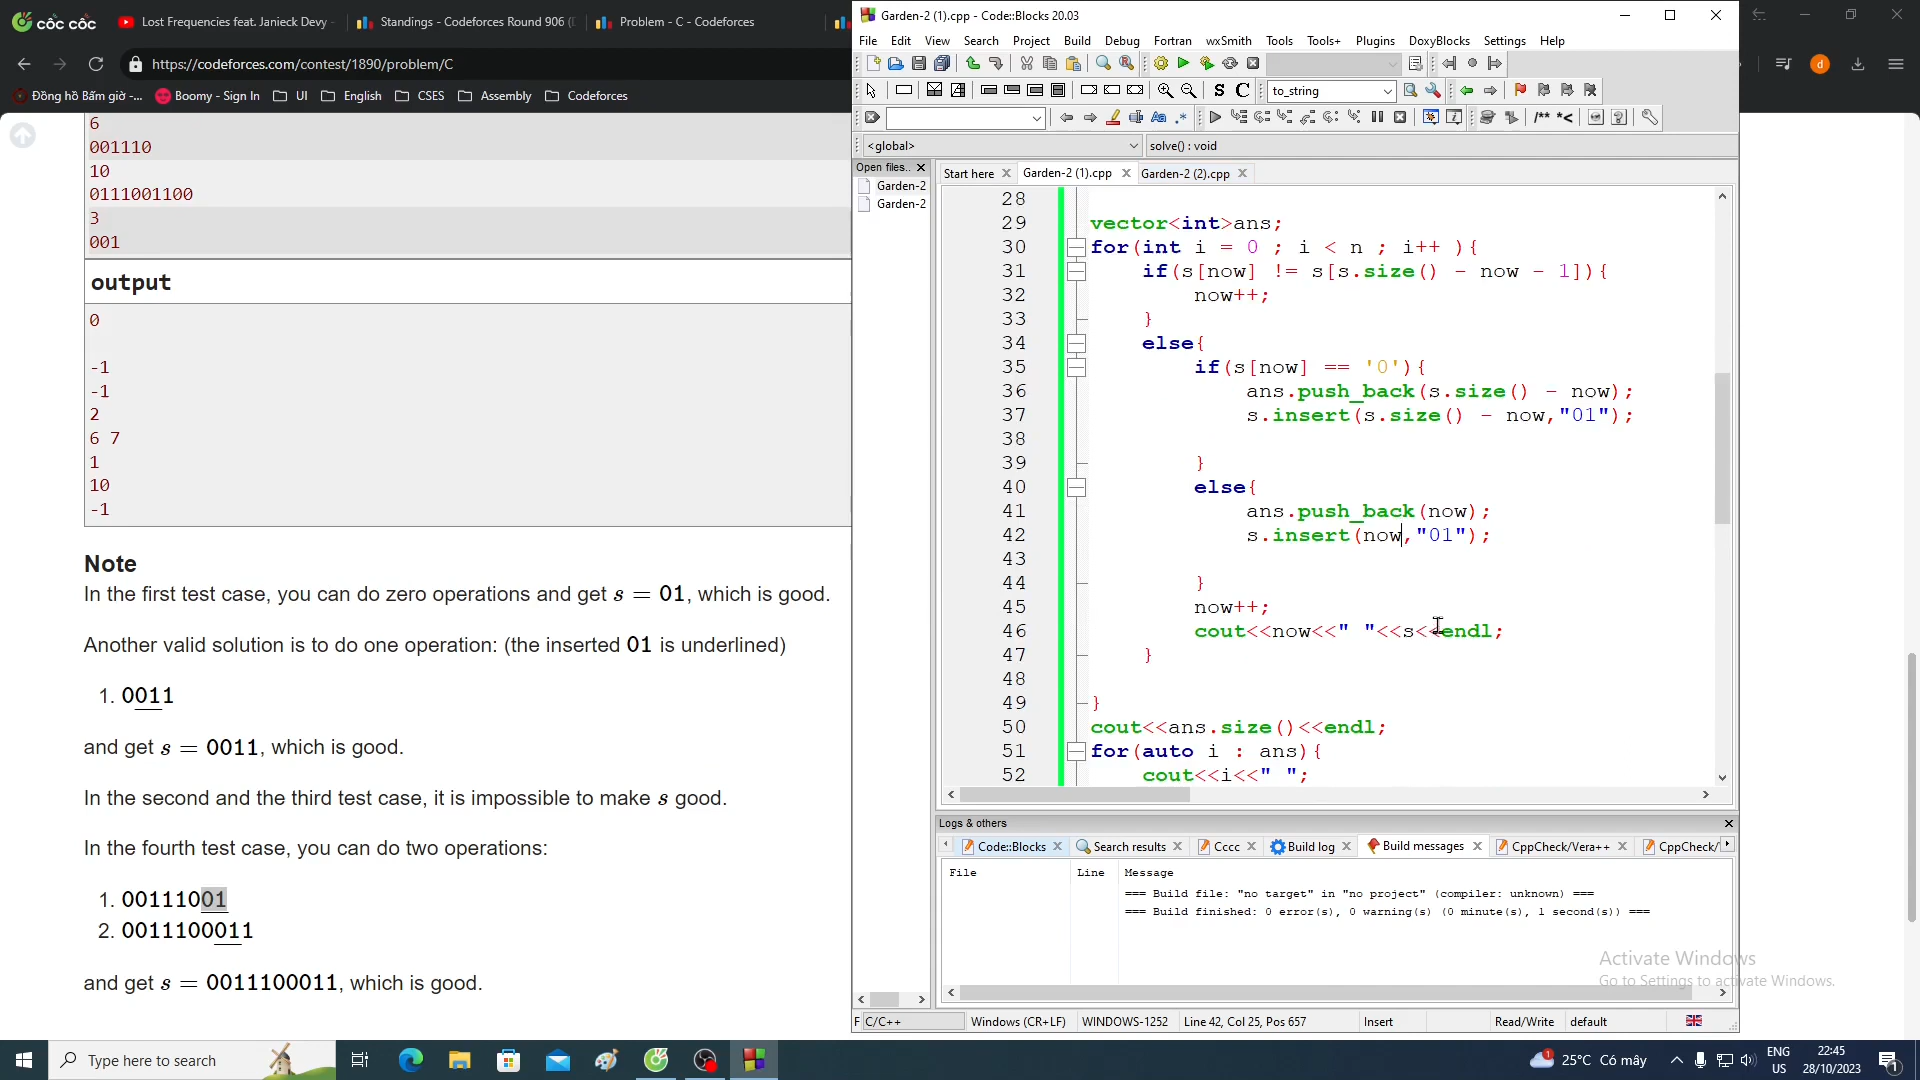 cốc cốc
Lost Frequencies feat. Janieck Devy
Standings - Codeforces Round 906 (
Problem - C - Codeforces
https://codeforces.com/contest/1890/problem/C
Đồng hồ Bấm giờ -...
Boomy - Sign In
UI
English
CSES
Assembly
Codeforces
6
001110
10
0111001100
3
001
output
0
-1
-1
2
6 7
1
10
-1
Note
In the first test case, you can do zero operations and get s = 01, which is good.
Another valid solution is to do one operation: (the inserted 01 is underlined)
1. 0011
and get s = 0011, which is good.
In the second and the third test case, it is impossible to make s good.
In the fourth test case, you can do two operations:
1. 00111001
2. 0011100011
and get s = 0011100011, which is good.
Garden-2 (1).cpp - Code::Blocks 20.03
File Edit View Search Project Build Debug Fortran wxSmith Tools Tools+ Plugins DoxyBlocks Settings Help
S C to_string
Aa .* /** *<
<global>
solve() : void
Open files..
Garden-2
Garden-2
Start here
Garden-2 (1).cpp
Garden-2 (2).cpp
28
29 vector<int>ans;
30 for(int i = 0 ; i < n ; i++ ){
31 if(s[now] != s[s.size() - now - 1]){
32 now++;
33 }
34 else{
35 if(s[now] == '0'){
36 ans.push_back(s.size() - now);
37 s.insert(s.size() - now,"01");
38
39 }
40 else{
41 ans.push_back(now);
42 s.insert(now,"01");
43
44 }
45 now++;
46 cout<<now<<" "<<s<<endl;
47 }
48
49 }
50 cout<<ans.size()<<endl;
51 for(auto i : ans){
52 cout<<i<<" ";
Logs & others
Code::Blocks
Search results
Cccc
Build log
Build messages
CppCheck/Vera++
CppCheck/
File Line Message
=== Build file: "no target" in "no project" (compiler: unknown) ===
=== Build finished: 0 error(s), 0 warning(s) (0 minute(s), 1 second(s)) ===
Activate Windows
Go to Settings to activate Windows.
F C/C++ Windows (CR+LF) WINDOWS-1252 Line 42, Col 25, Pos 657 Insert Read/Write default
Type here to search
1
25°C Có mây
ENG
US
22:45
28/10/2023
1